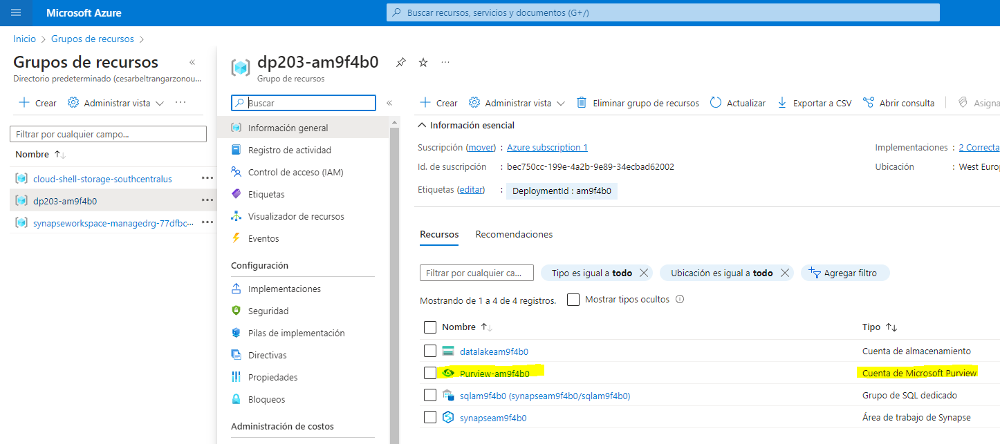 Microsoft Azure
Buscar recursos, servicios y documentos (G+/)
Inicio > Grupos de recursos >
Grupos de recursos «
Directorio predeterminado (cesarbeltrangarzonou...
Crear Administrar vista ...
Filtrar por cualquier campo...
Nombre ↑↓
cloud-shell-storage-southcentralus ...
dp203-am9f4b0 ...
synapseworkspace-managedrg-77dfbc... ...
dp203-am9f4b0 ...
Grupo de recursos
Buscar «
Información general
Registro de actividad
Control de acceso (IAM)
Etiquetas
Visualizador de recursos
Eventos
Configuración
Implementaciones
Seguridad
Pilas de implementación
Directivas
Propiedades
Bloqueos
Administración de costos
Crear Administrar vista Eliminar grupo de recursos Actualizar Exportar a CSV Abrir consulta Asigna
Información esencial
Suscripción (mover) : Azure subscription 1 Implementaciones : 2 Correcta
Id. de suscripción : bec750cc-199e-4a2b-9e89-34ecbad62002 Ubicación : West Euro
Etiquetas (editar) : DeploymentId : am9f4b0
Recursos Recomendaciones
Filtrar por cualquier ca... Tipo es igual a todo Ubicación es igual a todo Agregar filtro
Mostrando de 1 a 4 de 4 registros. Mostrar tipos ocultos
Nombre ↑↓ Tipo ↑↓
datalakeam9f4b0 Cuenta de almacenamiento
Purview-am9f4b0 Cuenta de Microsoft Purview
sqlam9f4b0 (synapseam9f4b0/sqlam9f4b0) Grupo de SQL dedicado
synapseam9f4b0 Área de trabajo de Synapse